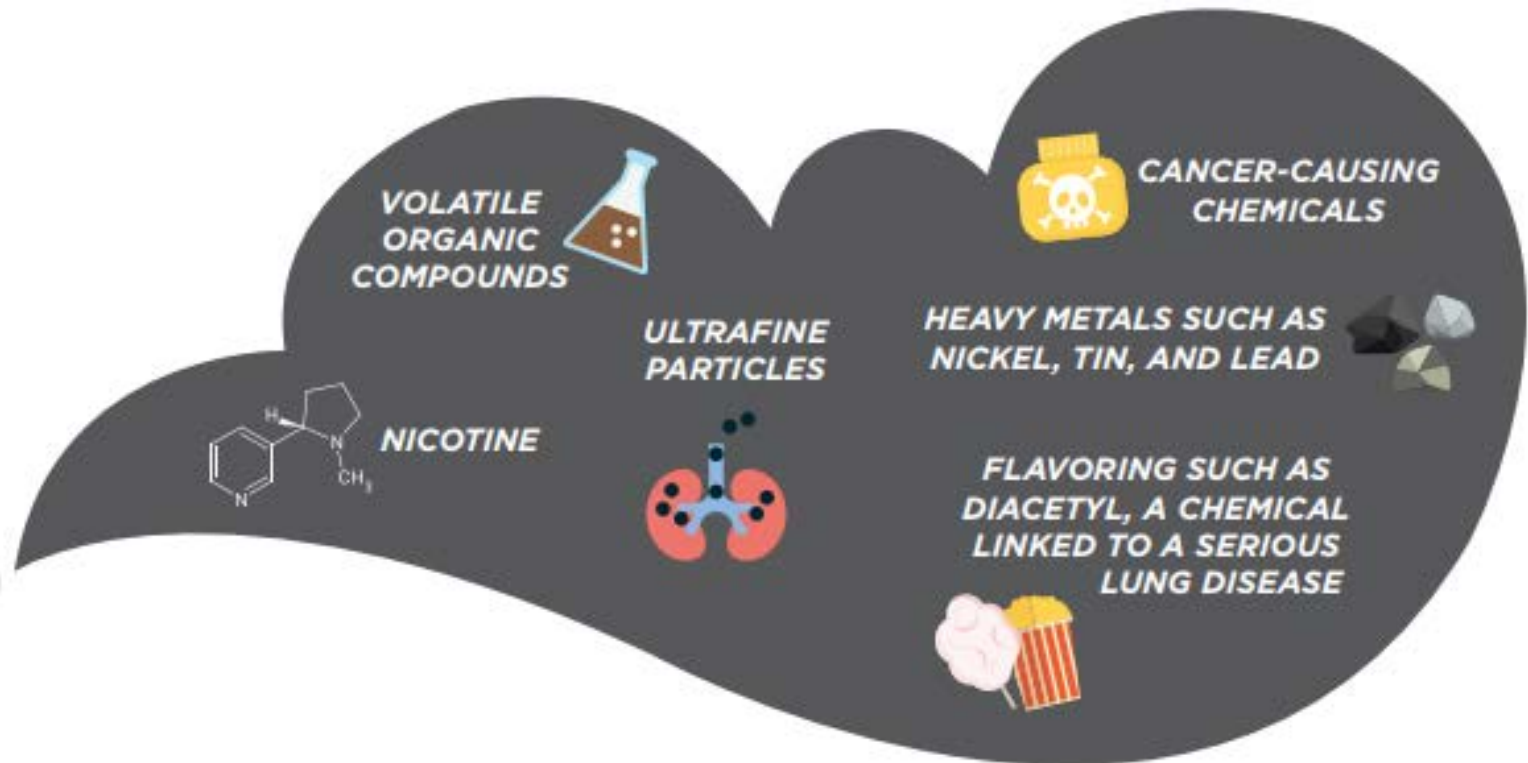 VOLATILE
ORGANIC
COMPOUNDS
ULTRAFINE
PARTICLES
H
N
CH3
N
NICOTINE
CANCER-CAUSING
CHEMICALS
HEAVY METALS SUCH AS
NICKEL, TIN, AND LEAD
FLAVORING SUCH AS
DIACETYL, A CHEMICAL
LINKED TO A SERIOUS
LUNG DISEASE